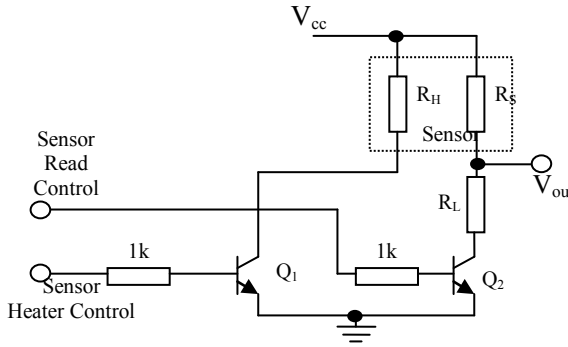 Vcc
RH
RS
Sensor
Sensor
Read
Control
Vou
RL
1k
1k
Q1
Q2
Sensor
Heater Control